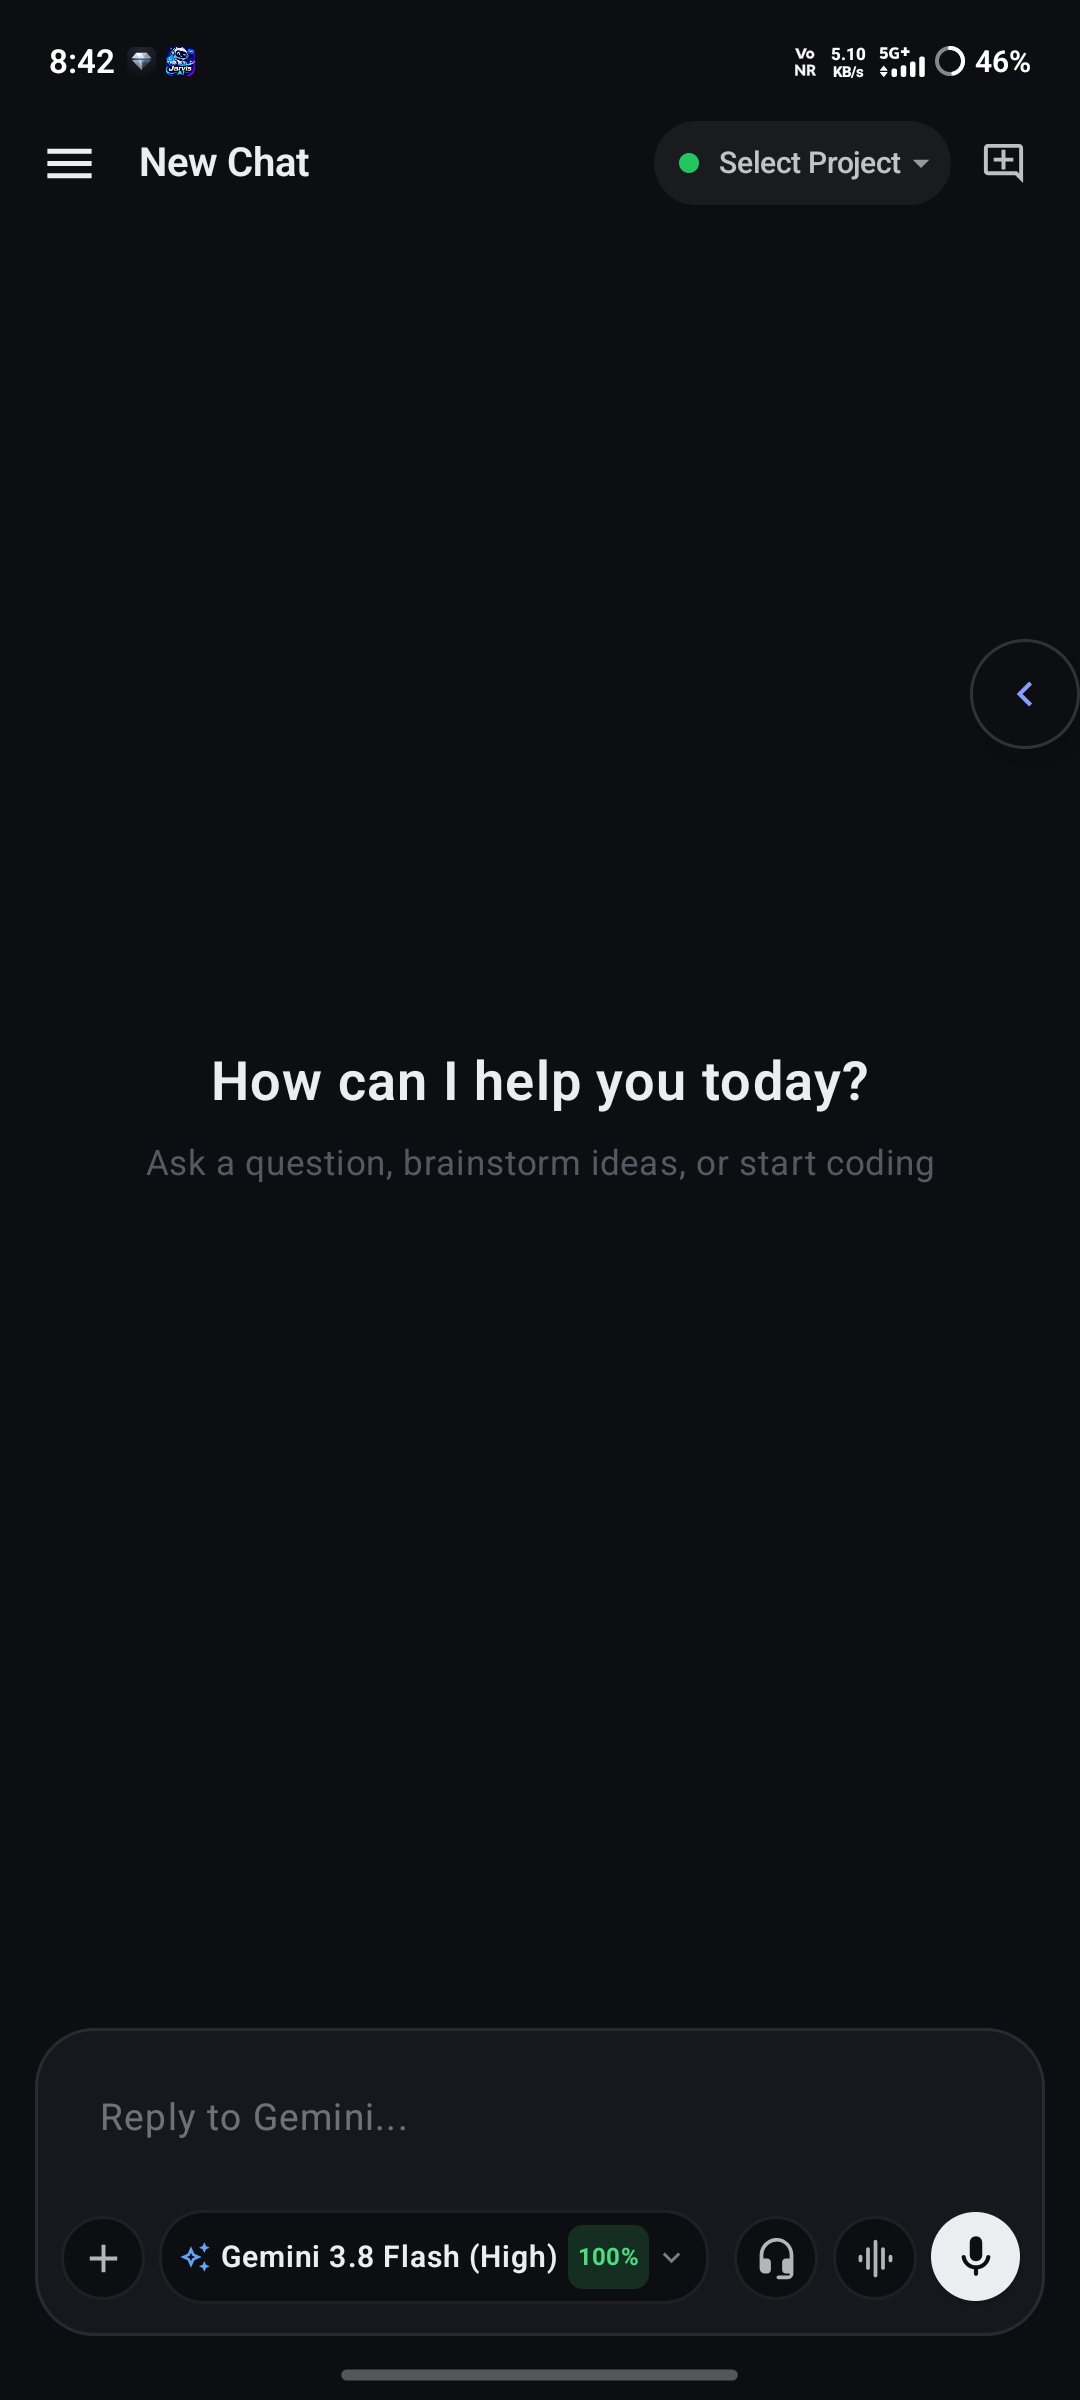 8:42
Vo NR 5.10 KB/s 5G+ 46%
New Chat
Select Project
How can I help you today?
Ask a question, brainstorm ideas, or start coding
Reply to Gemini...
Gemini 3.8 Flash (High) 100%